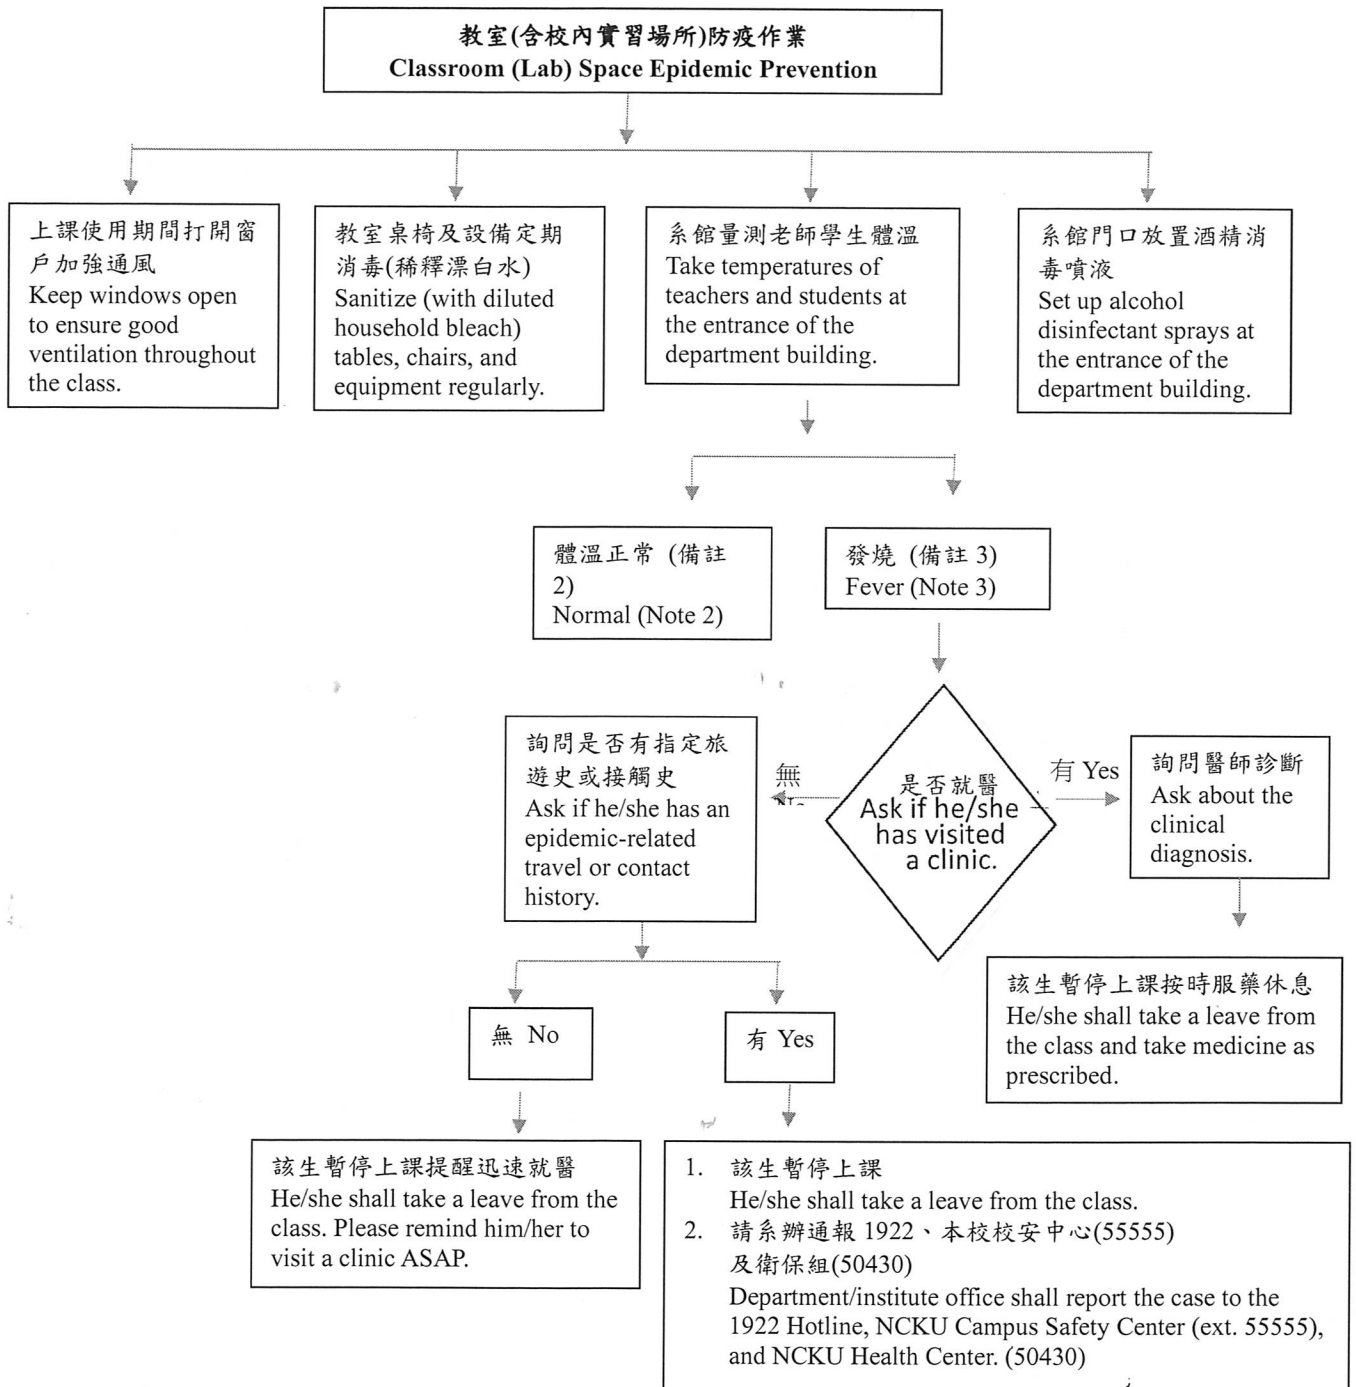 教室(含校內實習場所)防疫作業
Classroom (Lab) Space Epidemic Prevention
上課使用期間打開窗
戶加強通風
Keep windows open
to ensure good
ventilation throughout
the class.
教室桌椅及設備定期
消毒(稀釋漂白水)
Sanitize (with diluted
household bleach)
tables, chairs, and
equipment regularly.
系館量測老師學生體溫
Take temperatures of
teachers and students at
the entrance of the
department building.
系館門口放置酒精消
毒噴液
Set up alcohol
disinfectant sprays at
the entrance of the
department building.
體溫正常 (備註
2)
Normal (Note 2)
發燒 (備註 3)
Fever (Note 3)
詢問是否有指定旅
遊史或接觸史
Ask if he/she has an
epidemic-related
travel or contact
history.
無
No
是否就醫
Ask if he/she
has visited
a clinic.
有 Yes
詢問醫師診斷
Ask about the
clinical
diagnosis.
該生暫停上課按時服藥休息
He/she shall take a leave from
the class and take medicine as
prescribed.
無 No
有 Yes
該生暫停上課提醒迅速就醫
He/she shall take a leave from the
class. Please remind him/her to
visit a clinic ASAP.
1. 該生暫停上課
He/she shall take a leave from the class.
2. 請系辦通報 1922、本校校安中心(55555)
及衛保組(50430)
Department/institute office shall report the case to the
1922 Hotline, NCKU Campus Safety Center (ext. 55555),
and NCKU Health Center. (50430)